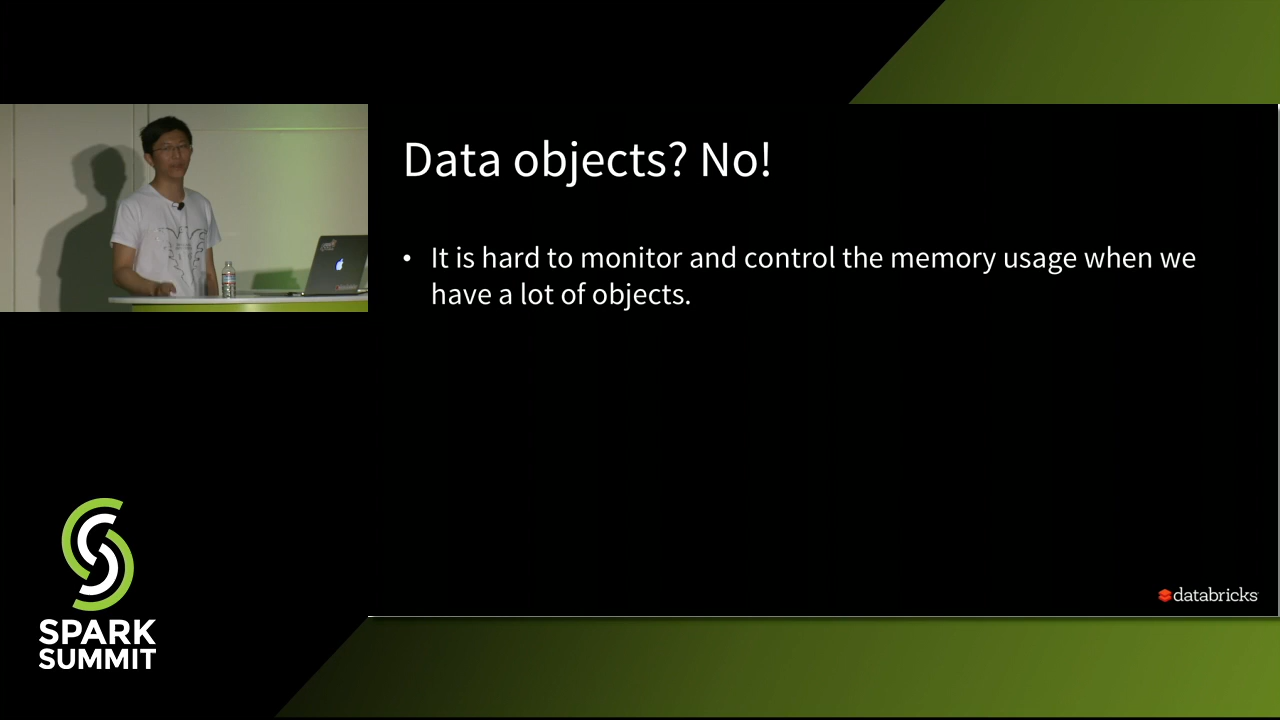 Data objects? No!
• It is hard to monitor and control the memory usage when we
have a lot of objects.
databricks
SPARK
SUMMIT